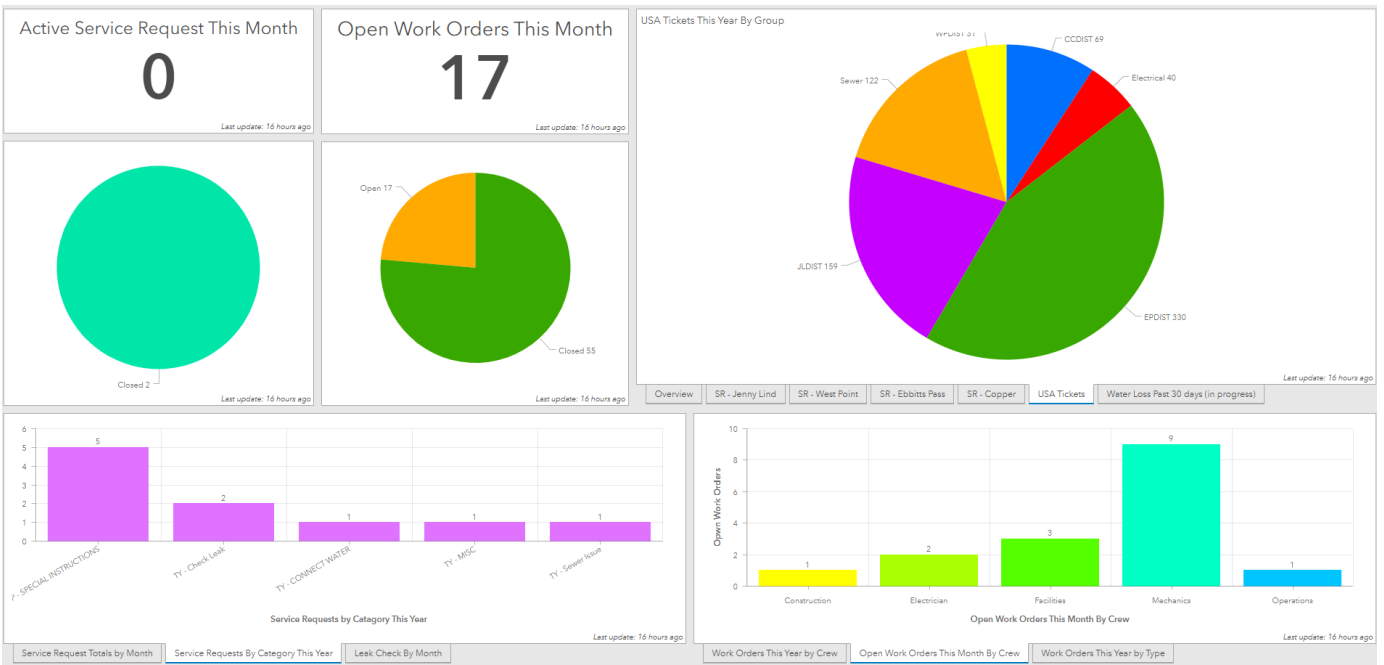 Active Service Request This Month
0
Last update: 16 hours ago
Open Work Orders This Month
17
Last update: 16 hours ago
USA Tickets This Year By Group
CCDIST 69
Electrical 40
Sewer 122
JLDIST 159
EPDIST 330
Last update: 16 hours ago
Closed 2
Last update: 16 hours ago
Open 17
Closed 55
Last update: 16 hours ago
Overview
SR - Jenny Lind
SR - West Point
SR - Ebbitts Pass
SR - Copper
USA Tickets
Water Loss Past 30 days (in progress)
6
5
4
3
2
1
0
5
2
1
1
1
- SPECIAL INSTRUCTIONS
TY - Check Leak
TY - CONNECT WATER
TY - MISC
TY - Sewer Issue
Service Requests by Catagory This Year
Last update: 16 hours ago
Service Request Totals by Month
Service Requests By Category This Year
Leak Check By Month
Opwn Work Orders
10
8
6
4
2
0
1
2
3
9
1
Construction
Electrician
Facilities
Mechanics
Operations
Open Work Orders This Month By Crew
Last update: 16 hours ago
Work Orders This Year by Crew
Open Work Orders This Month By Crew
Work Orders This Year by Type